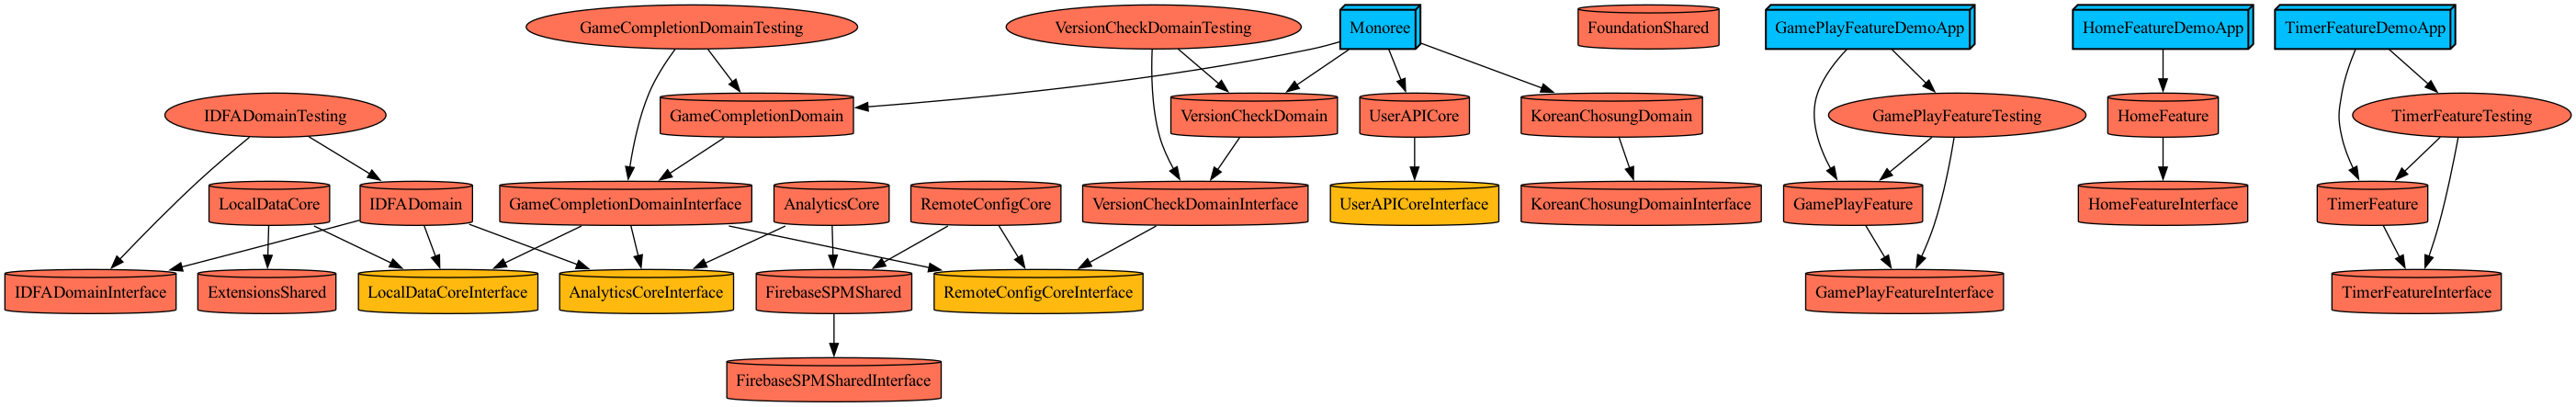 GameCompletionDomainTesting
VersionCheckDomainTesting
Monoree
FoundationShared
GamePlayFeatureDemoApp
HomeFeatureDemoApp
TimerFeatureDemoApp
IDFADomainTesting
GameCompletionDomain
VersionCheckDomain
UserAPICore
KoreanChosungDomain
GamePlayFeatureTesting
HomeFeature
TimerFeatureTesting
LocalDataCore
IDFADomain
GameCompletionDomainInterface
AnalyticsCore
RemoteConfigCore
VersionCheckDomainInterface
UserAPICoreInterface
KoreanChosungDomainInterface
GamePlayFeature
HomeFeatureInterface
TimerFeature
IDFADomainInterface
ExtensionsShared
LocalDataCoreInterface
AnalyticsCoreInterface
FirebaseSPMShared
RemoteConfigCoreInterface
GamePlayFeatureInterface
TimerFeatureInterface
FirebaseSPMSharedInterface